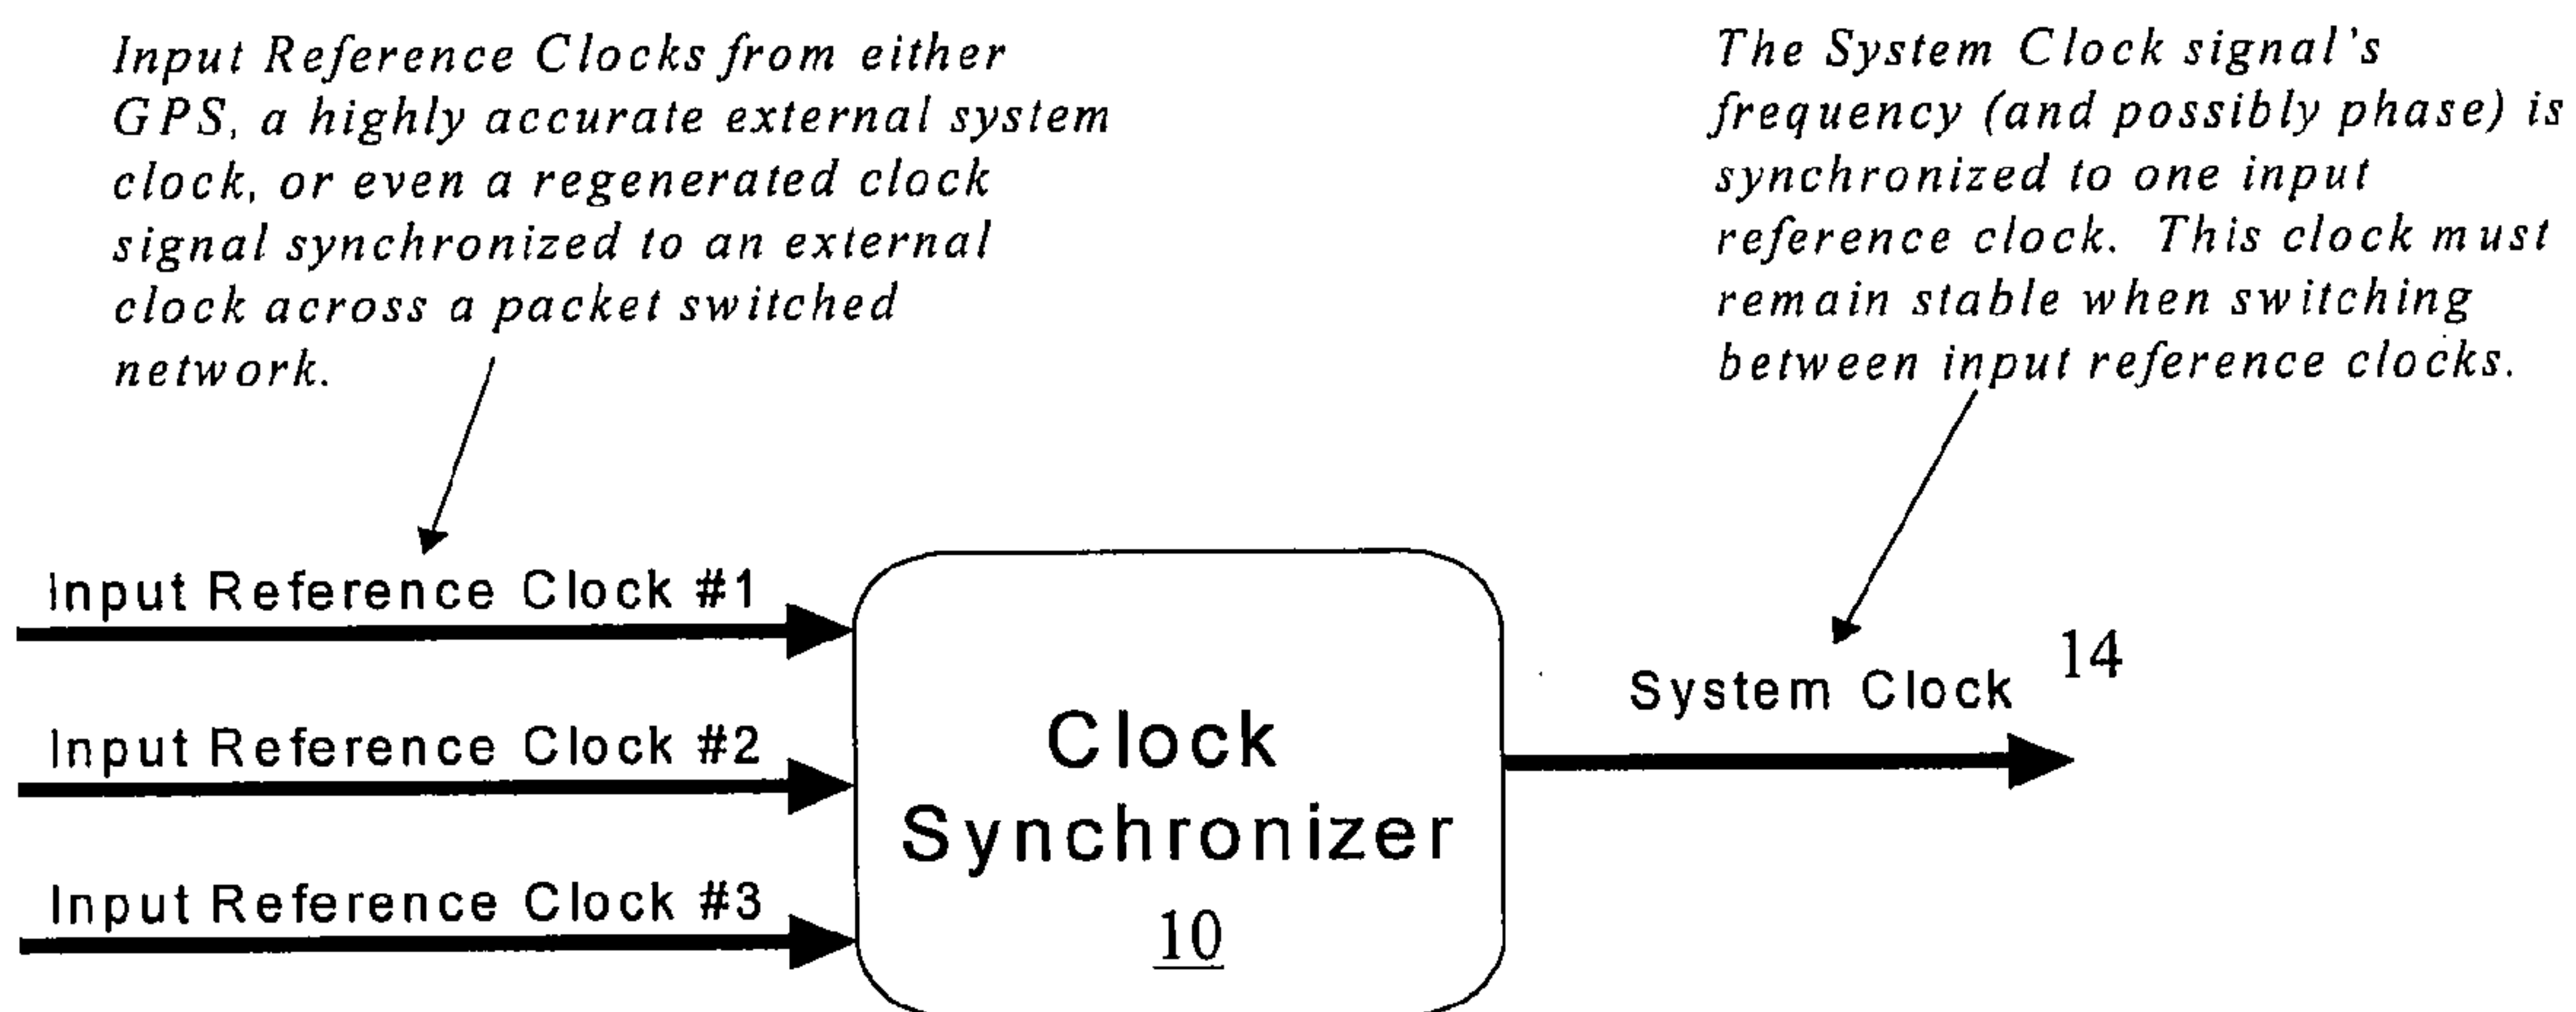 Input Reference Clocks from either
GPS, a highly accurate external system
clock, or even a regenerated clock
signal synchronized to an external
clock across a packet switched
network.
The System Clock signal's
frequency (and possibly phase) is
synchronized to one input
reference clock. This clock must
remain stable when switching
between input reference clocks.
Input Reference Clock #1
Input Reference Clock #2
Input Reference Clock #3
Clock
Synchronizer
10
System Clock
14